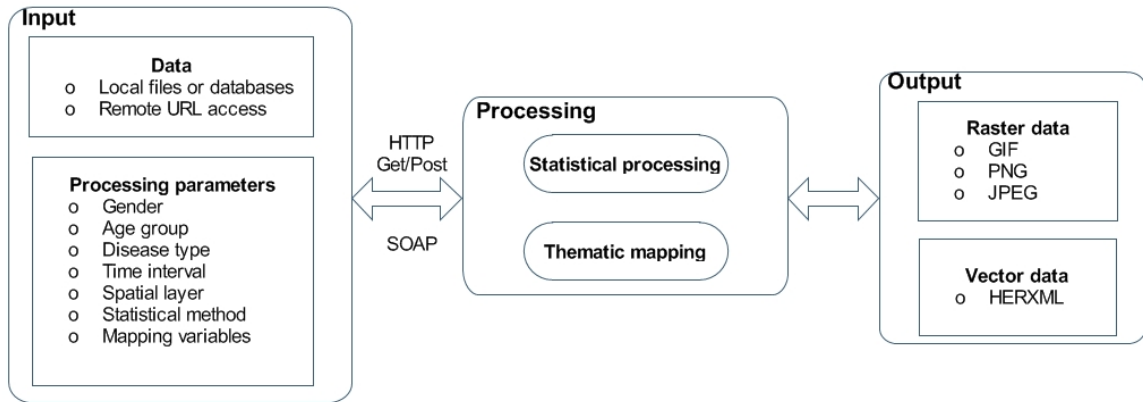 Input
Data
o Local files or databases
o Remote URL access
Processing parameters
o Gender
o Age group
o Disease type
o Time interval
o Spatial layer
o Statistical method
o Mapping variables
HTTP
Get/Post
SOAP
Processing
Statistical processing
Thematic mapping
Output
Raster data
o GIF
o PNG
o JPEG
Vector data
o HERXML